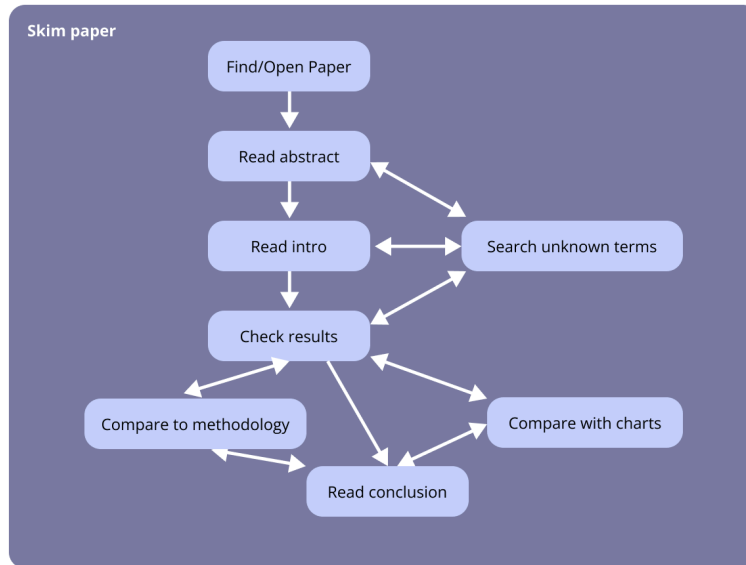 Skim paper
Find/Open Paper
Read abstract
Read intro
Search unknown terms
Check results
Compare to methodology
Compare with charts
Read conclusion